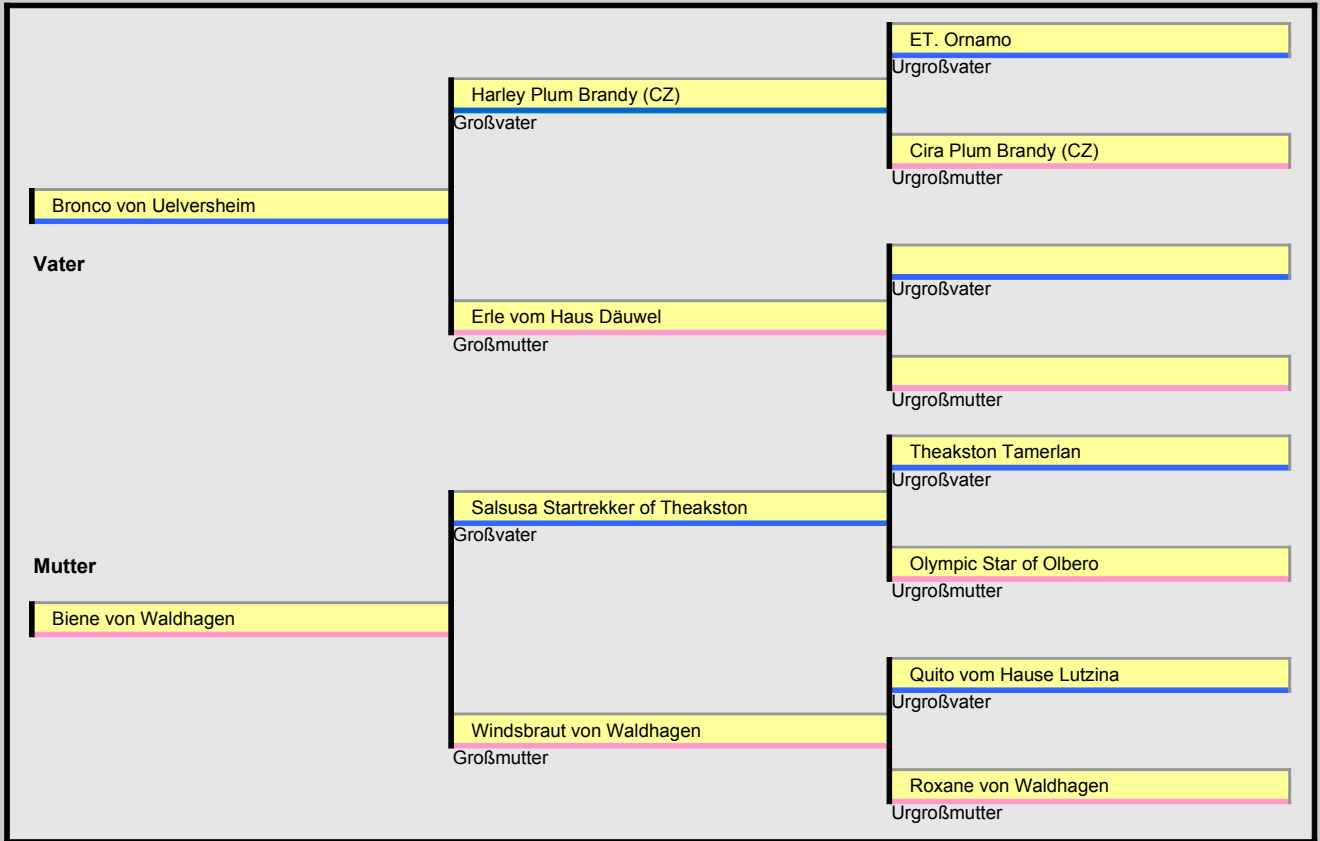 ET. Ornamo
Urgroßvater
Harley Plum Brandy (CZ)
Großvater
Cira Plum Brandy (CZ)
Urgroßmutter
Bronco von Uelversheim
Vater
Urgroßvater
Erle vom Haus Däuwel
Großmutter
Urgroßmutter
Theakston Tamerlan
Urgroßvater
Salsusa Startrekker of Theakston
Großvater
Mutter
Olympic Star of Olbero
Urgroßmutter
Biene von Waldhagen
Quito vom Hause Lutzina
Urgroßvater
Windsbraut von Waldhagen
Großmutter
Roxane von Waldhagen
Urgroßmutter